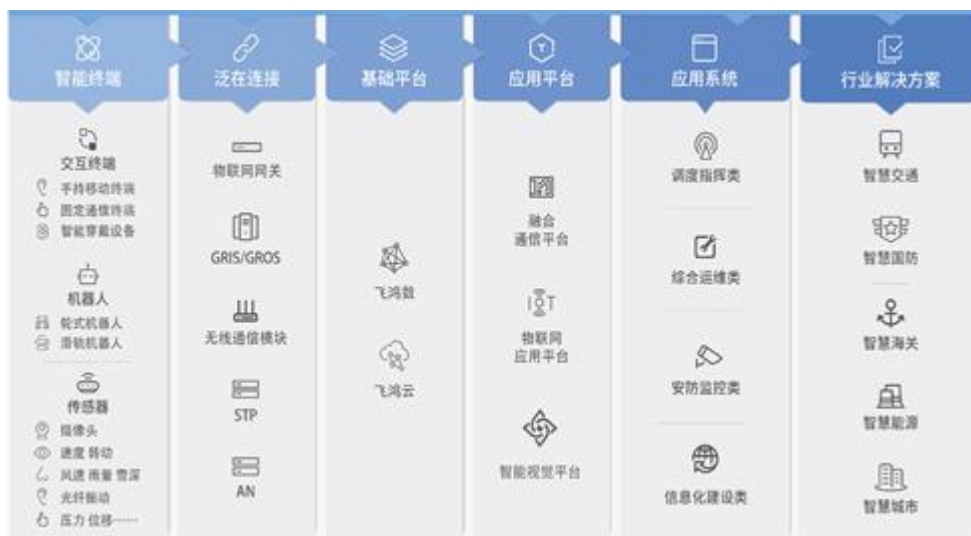 智能终端
泛在连接
基础平台
应用平台
应用系统
行业解决方案
交互终端
手持移动终端
固定通信终端
智能穿戴设备
机器人
轮式机器人
滑轨机器人
传感器
摄像头
速度 转动
风速 雨量 雪深
光纤振动
压力 位移……
物联网网关
GRIS/GROS
无线通信模块
STP
AN
飞鸿数
飞鸿云
融合
通信平台
IOT
物联网
应用平台
智能视觉平台
调度指挥类
综合运维类
安防监控类
信息化建设类
智慧交通
智慧国防
智慧海关
智慧能源
智慧城市